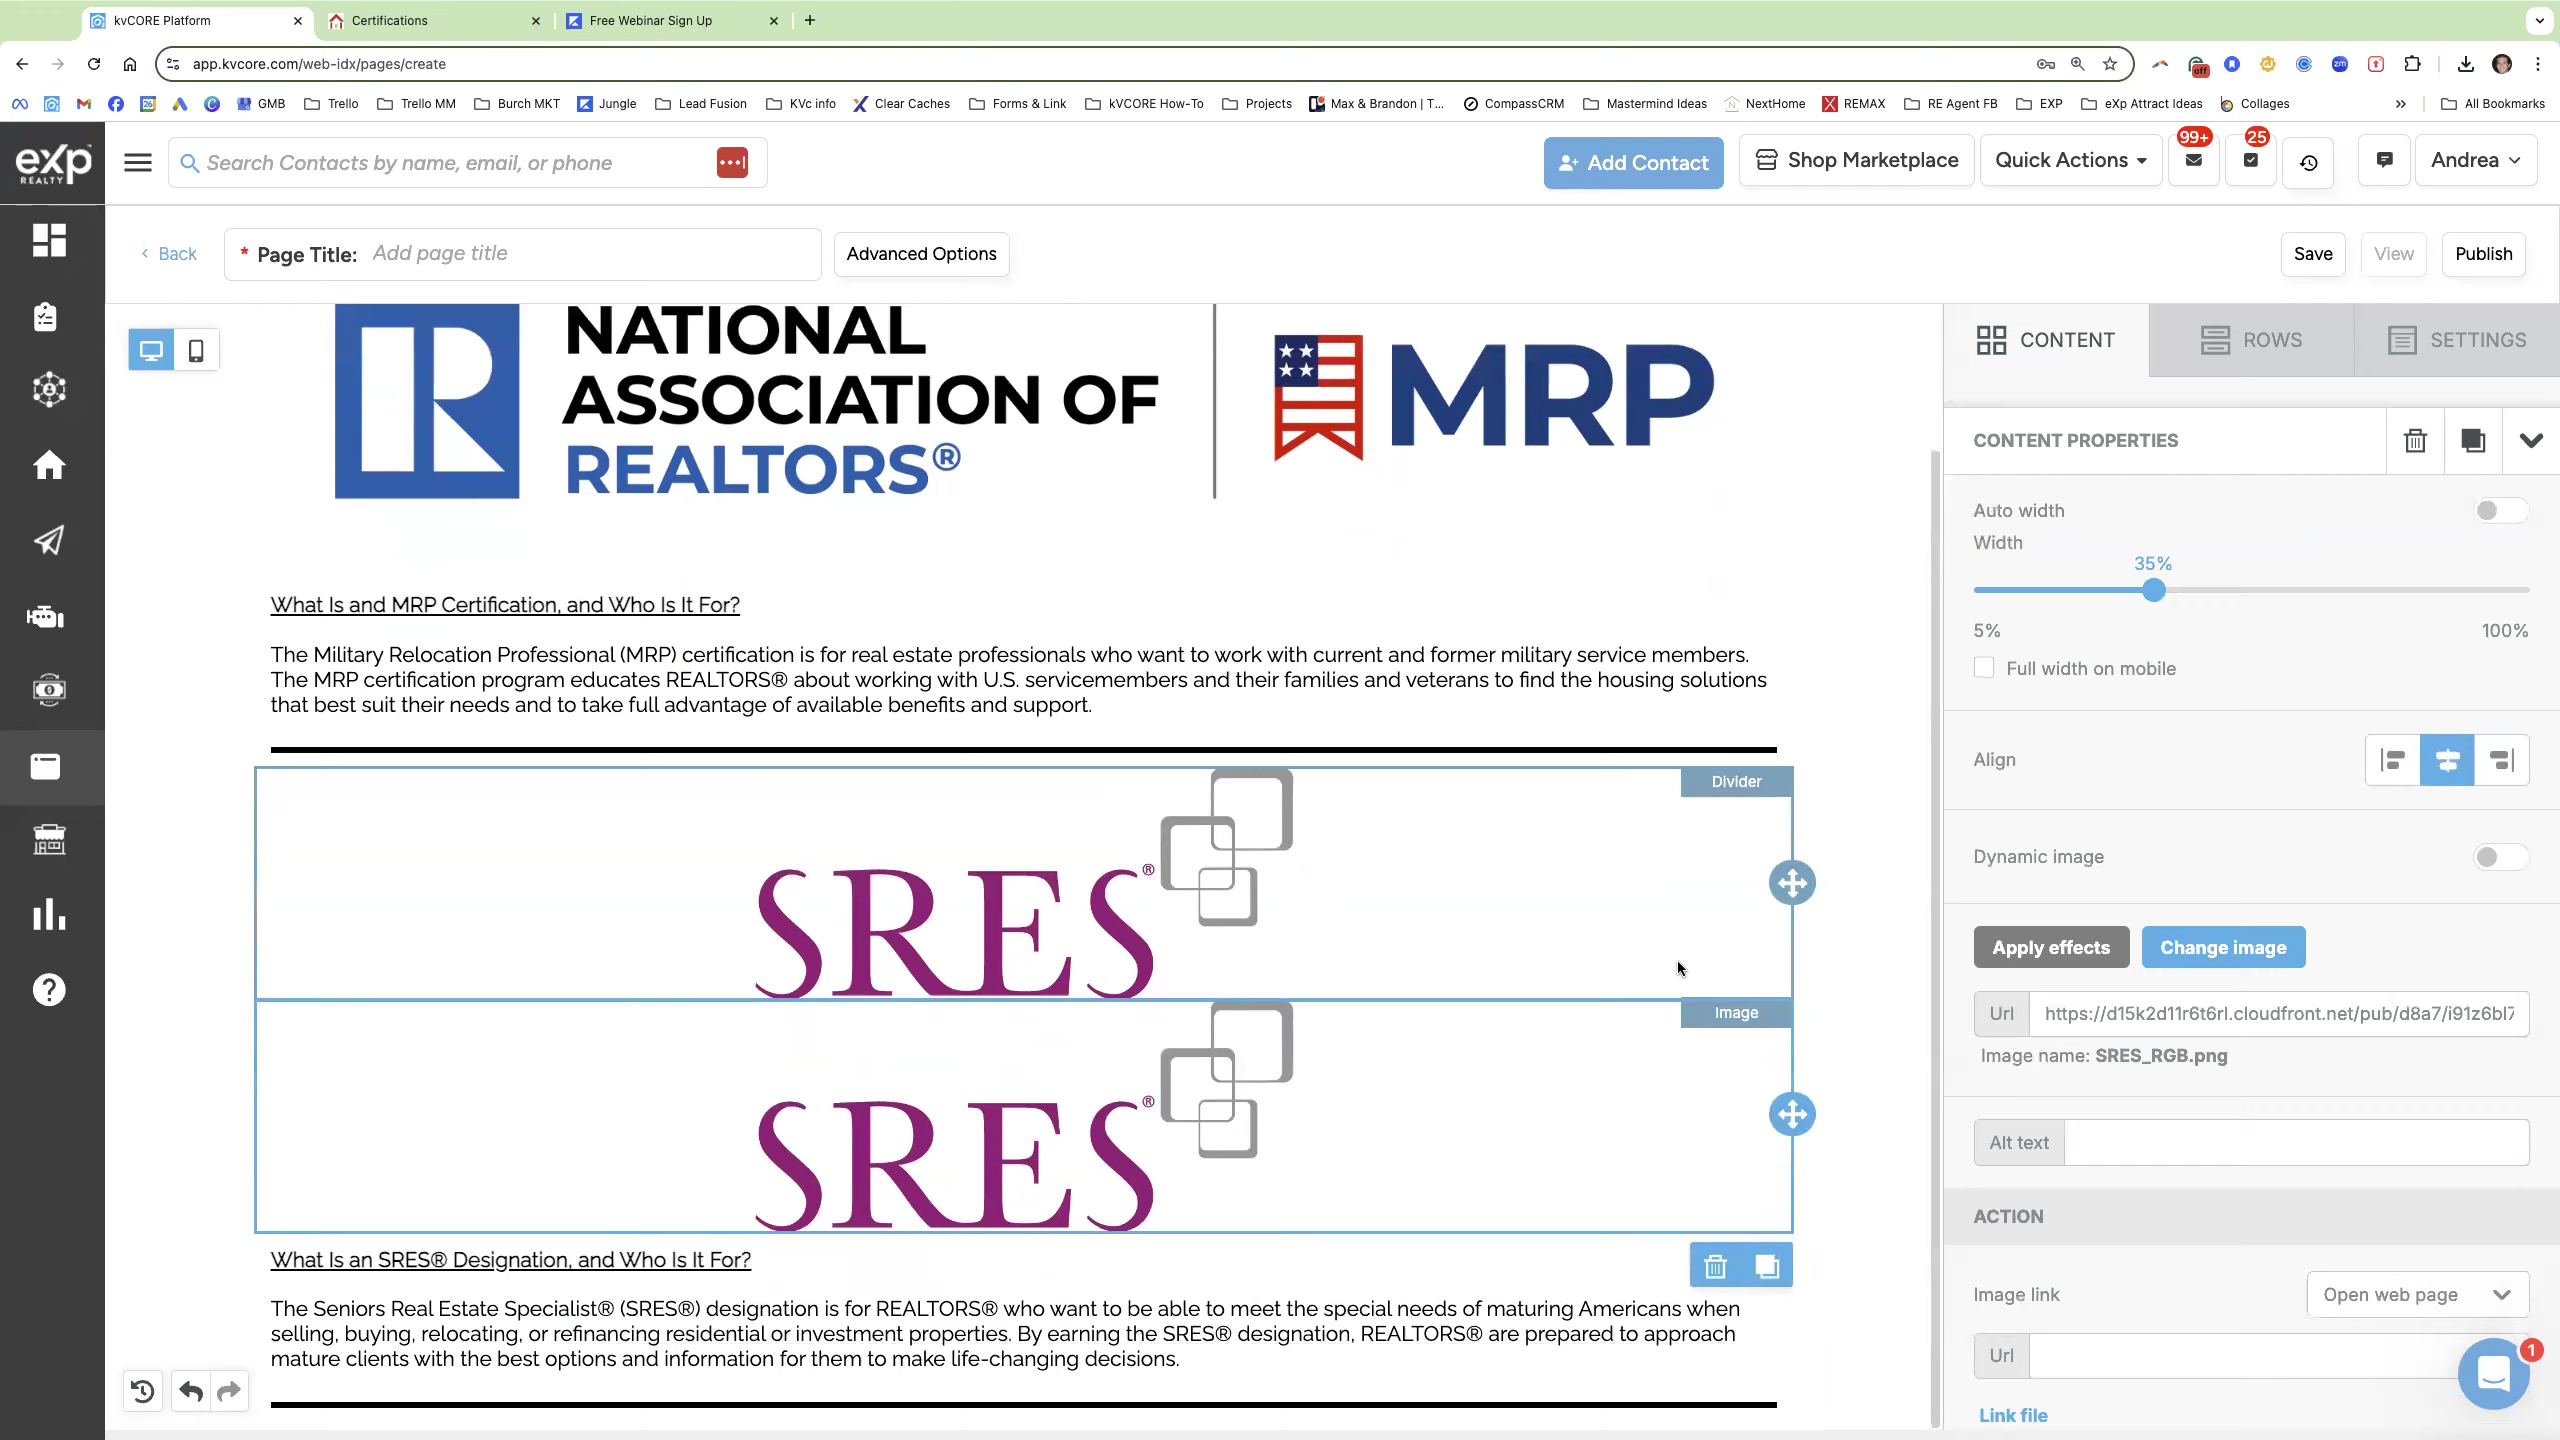 kvCORE Platform
Certifications
Free Webinar Sign Up
app.kvcore.com/web-idx/pages/create
off
zm
26
GMB
Trello
Trello MM
Burch MKT
Jungle
Lead Fusion
KVc info
Clear Caches
Forms & Link
kVCORE How-To
Projects
Max & Brandon | T...
CompassCRM
Mastermind Ideas
NextHome
REMAX
RE Agent FB
EXP
eXp Attract Ideas
Collages
All Bookmarks
eXp
REALTY
Search Contacts by name, email, or phone
Add Contact
Shop Marketplace
Quick Actions
99+
25
Andrea
Back
* Page Title: Add page title
Advanced Options
Save
View
Publish
NATIONAL
ASSOCIATION OF
REALTORS®
MRP
What Is and MRP Certification, and Who Is It For?
The Military Relocation Professional (MRP) certification is for real estate professionals who want to work with current and former military service members.
The MRP certification program educates REALTORS® about working with U.S. servicemembers and their families and veterans to find the housing solutions
that best suit their needs and to take full advantage of available benefits and support.
Divider
SRES®
Image
SRES®
What Is an SRES® Designation, and Who Is It For?
The Seniors Real Estate Specialist® (SRES®) designation is for REALTORS® who want to be able to meet the special needs of maturing Americans when
selling, buying, relocating, or refinancing residential or investment properties. By earning the SRES® designation, REALTORS® are prepared to approach
mature clients with the best options and information for them to make life-changing decisions.
CONTENT
ROWS
SETTINGS
CONTENT PROPERTIES
Auto width
Width
35%
5%
100%
Full width on mobile
Align
Dynamic image
Apply effects
Change image
Url
https://d15k2d11r6t6rl.cloudfront.net/pub/d8a7/i91z6bl7
Image name: SRES_RGB.png
Alt text
ACTION
Image link
Open web page
Url
1
Link file